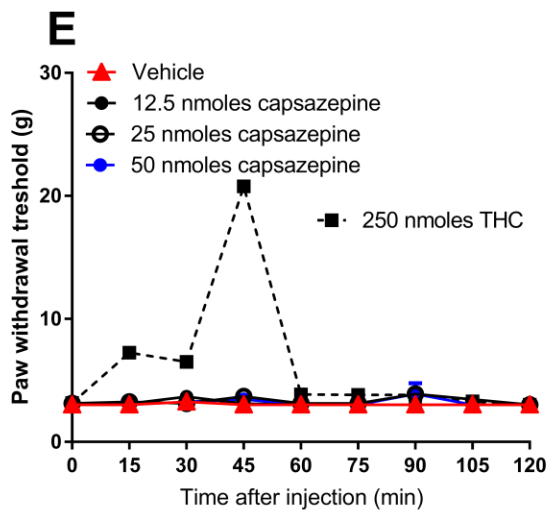 E
30
20
10
0
Paw withdrawal treshold (g)
Vehicle
12.5 nmoles capsazepine
25 nmoles capsazepine
50 nmoles capsazepine
250 nmoles THC
0 15 30 45 60 75 90 105 120
Time after injection (min)